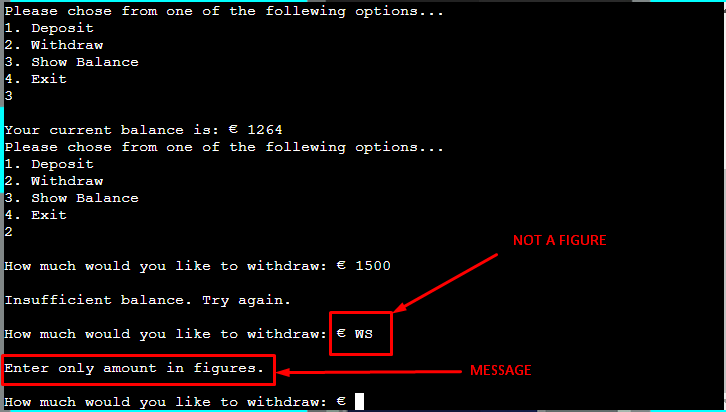 Please chose from one of the fellewing options...
1. Deposit
2. Withdraw
3. Show Balance
4. Exit
3
Your current balance is: € 1264
Please chose from one of the fellewing options...
1. Deposit
2. Withdraw
3. Show Balance
4. Exit
2
How much would you like to withdraw: € 1500
NOT A FIGURE
Insufficient balance. Try again.
How much would you like to withdraw: € WS
Enter only amount in figures.
MESSAGE
How much would you like to withdraw: €